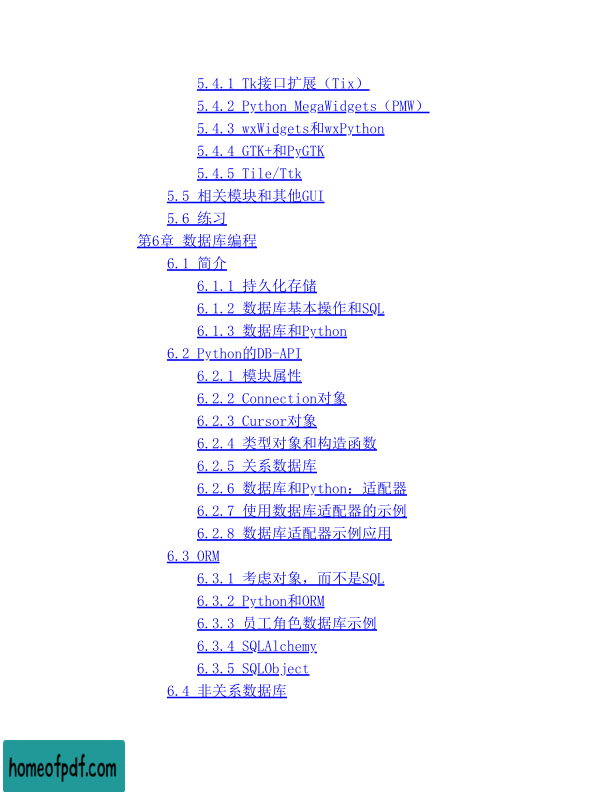 5.4.1 Tk接口扩展（Tix）
5.4.2 Python MegaWidgets（PMW）
5.4.3 wxWidgets和wxPython
5.4.4 GTK+和PyGTK
5.4.5 Tile/Ttk
5.5 相关模块和其他GUI
5.6 练习
第6章 数据库编程
6.1 简介
6.1.1 持久化存储
6.1.2 数据库基本操作和SQL
6.1.3 数据库和Python
6.2 Python的DB-API
6.2.1 模块属性
6.2.2 Connection对象
6.2.3 Cursor对象
6.2.4 类型对象和构造函数
6.2.5 关系数据库
6.2.6 数据库和Python：适配器
6.2.7 使用数据库适配器的示例
6.2.8 数据库适配器示例应用
6.3 ORM
6.3.1 考虑对象，而不是SQL
6.3.2 Python和ORM
6.3.3 员工角色数据库示例
6.3.4 SQLAlchemy
6.3.5 SQLObject
6.4 非关系数据库
homeofpdf.com